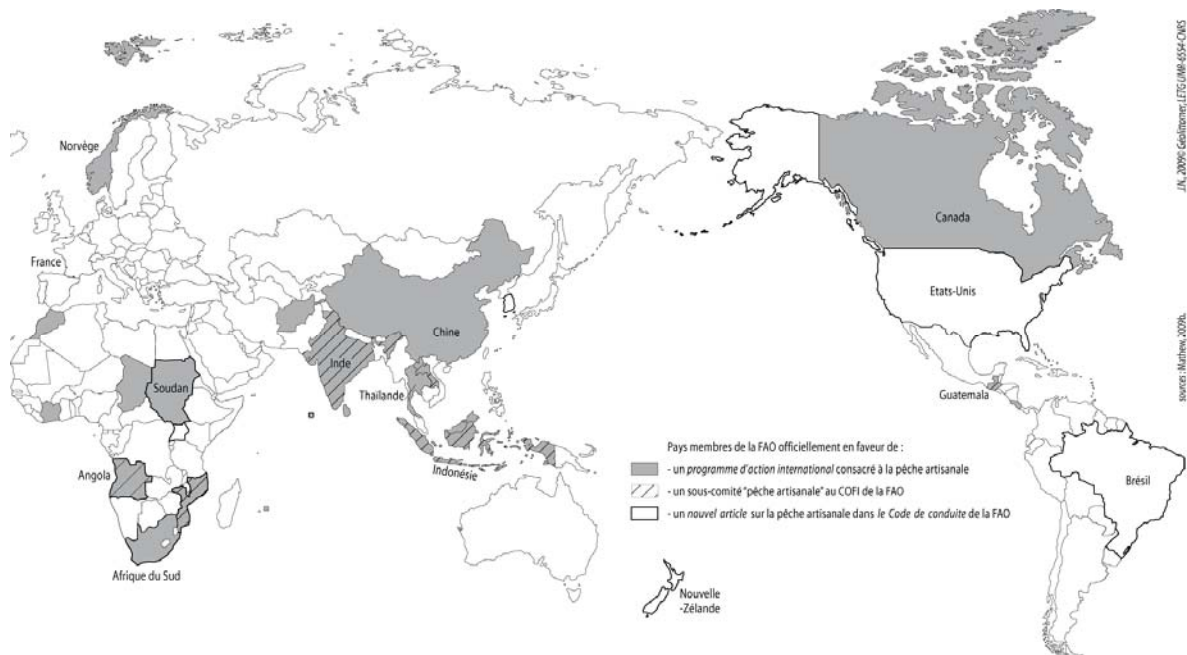 Norvège
France
Soudan
Angola
Afrique du Sud
Chine
Inde
Thaïlande
Indonésie
Canada
Etats-Unis
Guatemala
Brésil
Nouvelle
-Zélande
Pays membres de la FAO officiellement en faveur de :
- un programme d'action international consacré à la pêche artisanale
- un sous-comité "pêche artisanale" au COFI de la FAO
- un nouvel article sur la pêche artisanale dans le Code de conduite de la FAO
J.N, 2009© Géolittomer, LETG UMR-6554-CNRS
sources : Mathew, 2009b.